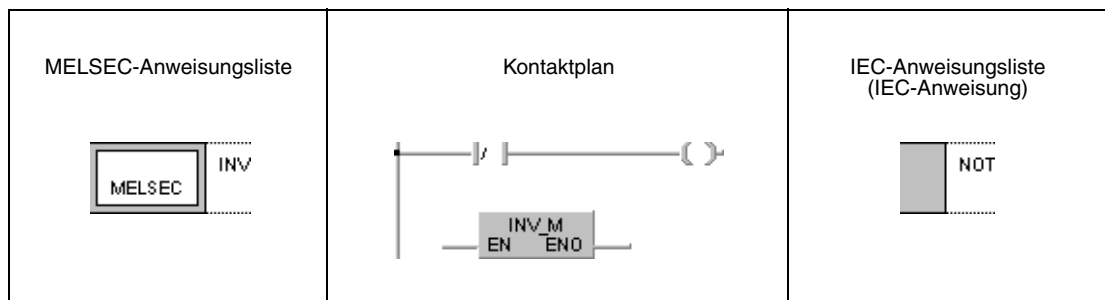 MELSEC-Anweisungsliste
MELSEC
INV
Kontaktplan
INV_M
EN ENO
IEC-Anweisungsliste
(IEC-Anweisung)
NOT